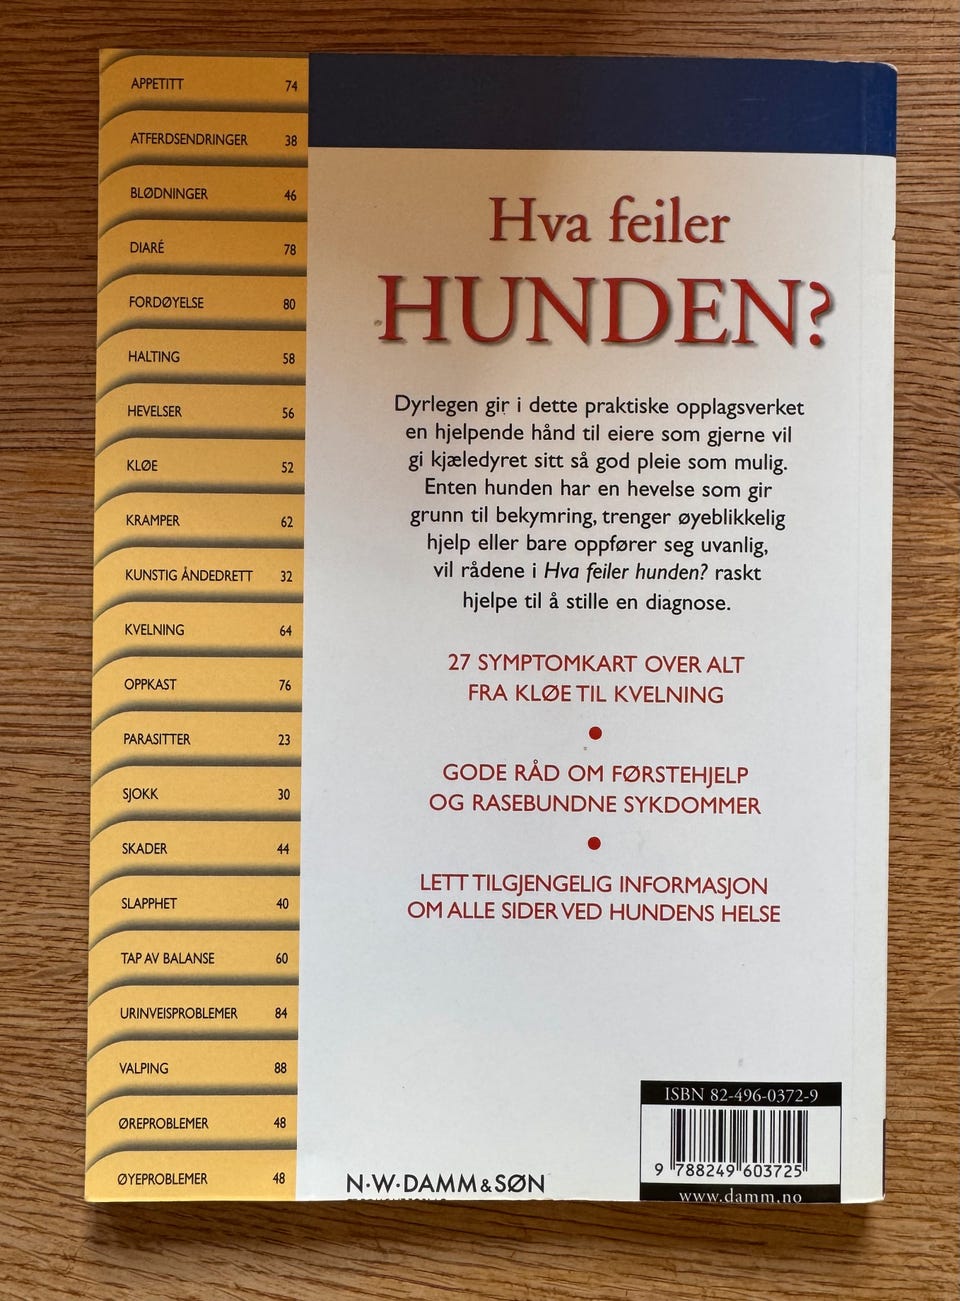 APPETITT 74
ATFERDSENDRINGER 38
BLØDNINGER 46
DIARÉ 78
FORDØYELSE 80
HALTING 58
HEVELSER 56
KLØE 52
KRAMPER 62
KUNSTIG ÅNDEDRETT 32
KVELNING 64
OPPKAST 76
PARASITTER 23
SJOKK 30
SKADER 44
SLAPPHET 40
TAP AV BALANSE 60
URINVEISPROBLEMER 84
VALPING 88
ØREPROBLEMER 48
ØYEPROBLEMER 48
Hva feiler
HUNDEN?
Dyrlegen gir i dette praktiske opplagsverket
en hjelpende hånd til eiere som gjerne vil
gi kjæledyret sitt så god pleie som mulig.
Enten hunden har en hevelse som gir
grunn til bekymring, trenger øyeblikkelig
hjelp eller bare oppfører seg uvanlig,
vil rådene i Hva feiler hunden? raskt
hjelpe til å stille en diagnose.
27 SYMPTOMKART OVER ALT
FRA KLØE TIL KVELNING
•
GODE RÅD OM FØRSTEHJELP
OG RASEBUNDNE SYKDOMMER
•
LETT TILGJENGELIG INFORMASJON
OM ALLE SIDER VED HUNDENS HELSE
N·W·DAMM & SØN
ISBN 82-496-0372-9
9 788249 603725
www.damm.no